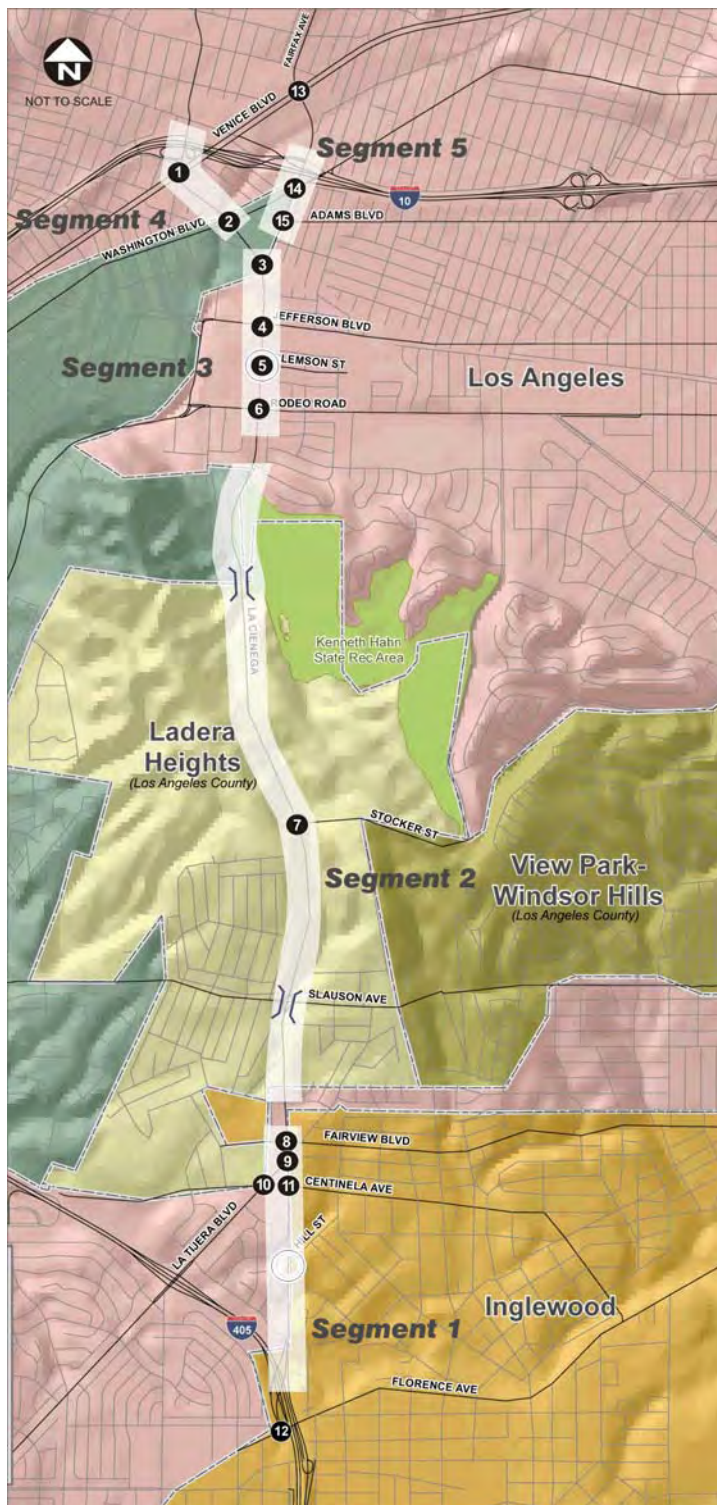 FAIRFAX AVE
N
NOT TO SCALE
13
VENICE BLVD
Segment 5
1
14
10
Segment 4
2
15
ADAMS BLVD
WASHINGTON BLVD
3
4
JEFFERSON BLVD
Segment 3
5
LEMSON ST
Los Angeles
6
RODEO ROAD
LA CIENEGA
Kenneth Hahn
State Rec Area
Ladera
Heights
(Los Angeles County)
7
STOCKER ST
Segment 2
View Park-
Windsor Hills
(Los Angeles County)
SLAUSON AVE
8
FAIRVIEW BLVD
9
10
11
CENTINELA AVE
LA TIJERA BLVD
HILL ST
Inglewood
405
Segment 1
FLORENCE AVE
12